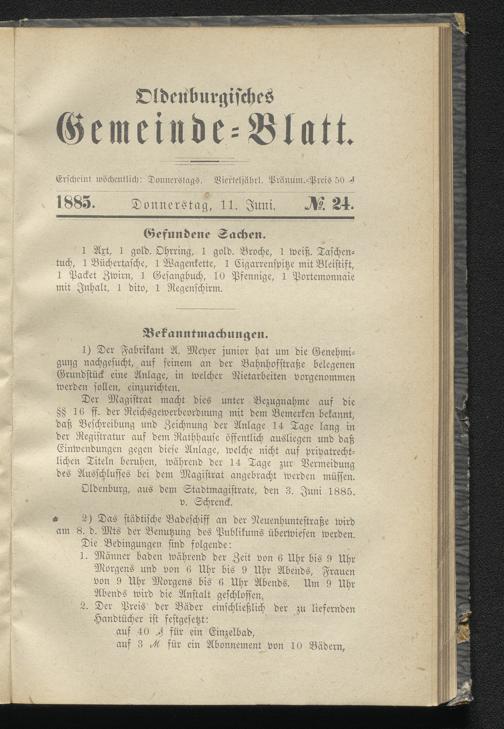 Oldenburgisches
Gemeinde-Blatt.
Erscheint wöchentlich: Donnerstags. Vierteljährl. Pränum.-Preis 50 ₰
1885. Donnerstag, 11. Juni. № 24.
Gefundene Sachen.
1 Axt, 1 gold. Ohrring, 1 gold. Broche, 1 weiß. Taschen-
tuch, 1 Büchertasche, 1 Wagenkette, 1 Cigarrenspitze mit Bleistift,
1 Packet Zwirn, 1 Gesangbuch, 10 Pfennige, 1 Portemonnaie
mit Inhalt, 1 dito, 1 Regenschirm.
Bekanntmachungen.
1) Der Fabrikant A. Meyer junior hat um die Genehmi-
gung nachgesucht, auf seinem an der Bahnhofstraße belegenen
Grundstück eine Anlage, in welcher Nietarbeiten vorgenommen
werden sollen, einzurichten.
Der Magistrat macht dies unter Bezugnahme auf die
§§ 16 ff. der Reichsgewerbeordnung mit dem Bemerken bekannt,
daß Beschreibung und Zeichnung der Anlage 14 Tage lang in
der Registratur auf dem Rathhause öffentlich ausliegen und daß
Einwendungen gegen diese Anlage, welche nicht auf privatrecht-
lichen Titeln beruhen, während der 14 Tage zur Vermeidung
des Ausschlusses bei dem Magistrat angebracht werden müssen.
Oldenburg, aus dem Stadtmagistrate, den 3. Juni 1885.
v. Schrenck.
2) Das städtische Badeschiff an der Neuenhuntestraße wird
am 8. d. Mts der Benutzung des Publikums überwiesen werden.
Die Bedingungen sind folgende:
1. Männer baden während der Zeit von 6 Uhr bis 9 Uhr
Morgens und von 6 Uhr bis 9 Uhr Abends, Frauen
von 9 Uhr Morgens bis 6 Uhr Abends. Um 9 Uhr
Abends wird die Anstalt geschlossen,
2. Der Preis der Bäder einschließlich der zu liefernden
Handtücher ist festgesetzt:
auf 40 ₰ für ein Einzelbad,
auf 3 ℳ für ein Abonnement von 10 Bädern,